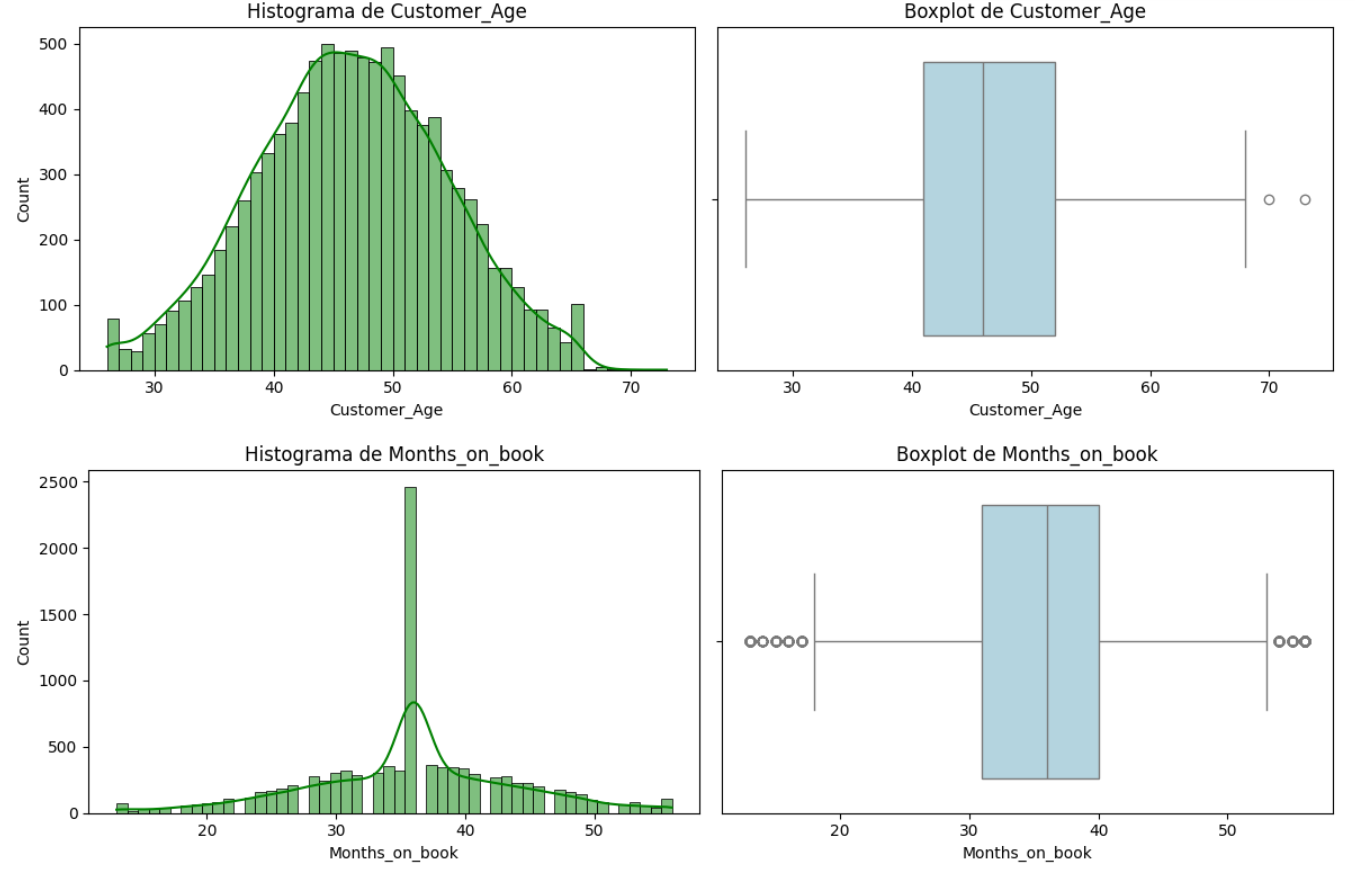 Histograma de Customer_Age
500
400
300
200
100
0
Count
30 40 50 60 70
Customer_Age
Boxplot de Customer_Age
30 40 50 60 70
Customer_Age
Histograma de Months_on_book
2500
2000
1500
1000
500
0
Count
20 30 40 50
Months_on_book
Boxplot de Months_on_book
20 30 40 50
Months_on_book